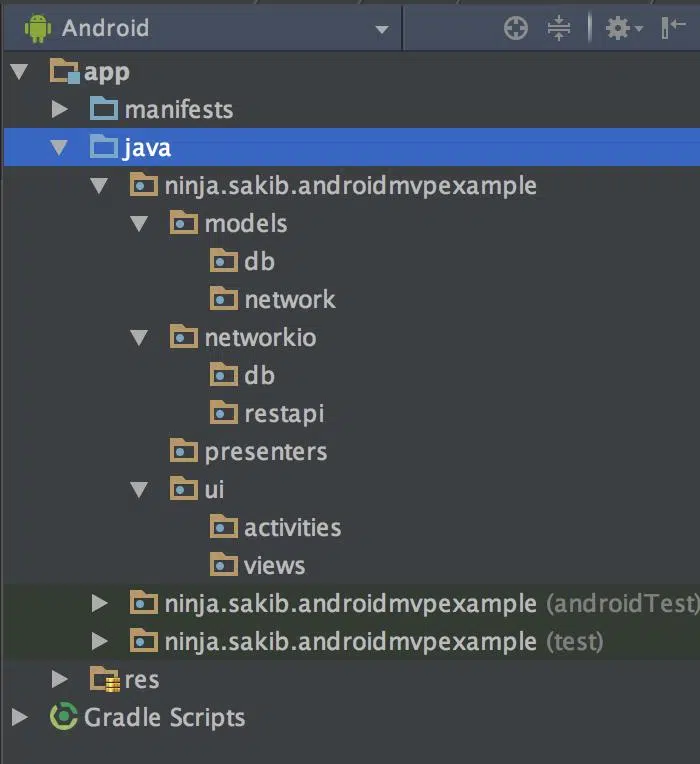 Android
app
manifests
java
ninja.sakib.androidmvpexample
models
db
network
networkio
db
restapi
presenters
ui
activities
views
ninja.sakib.androidmvpexample (androidTest)
ninja.sakib.androidmvpexample (test)
res
Gradle Scripts